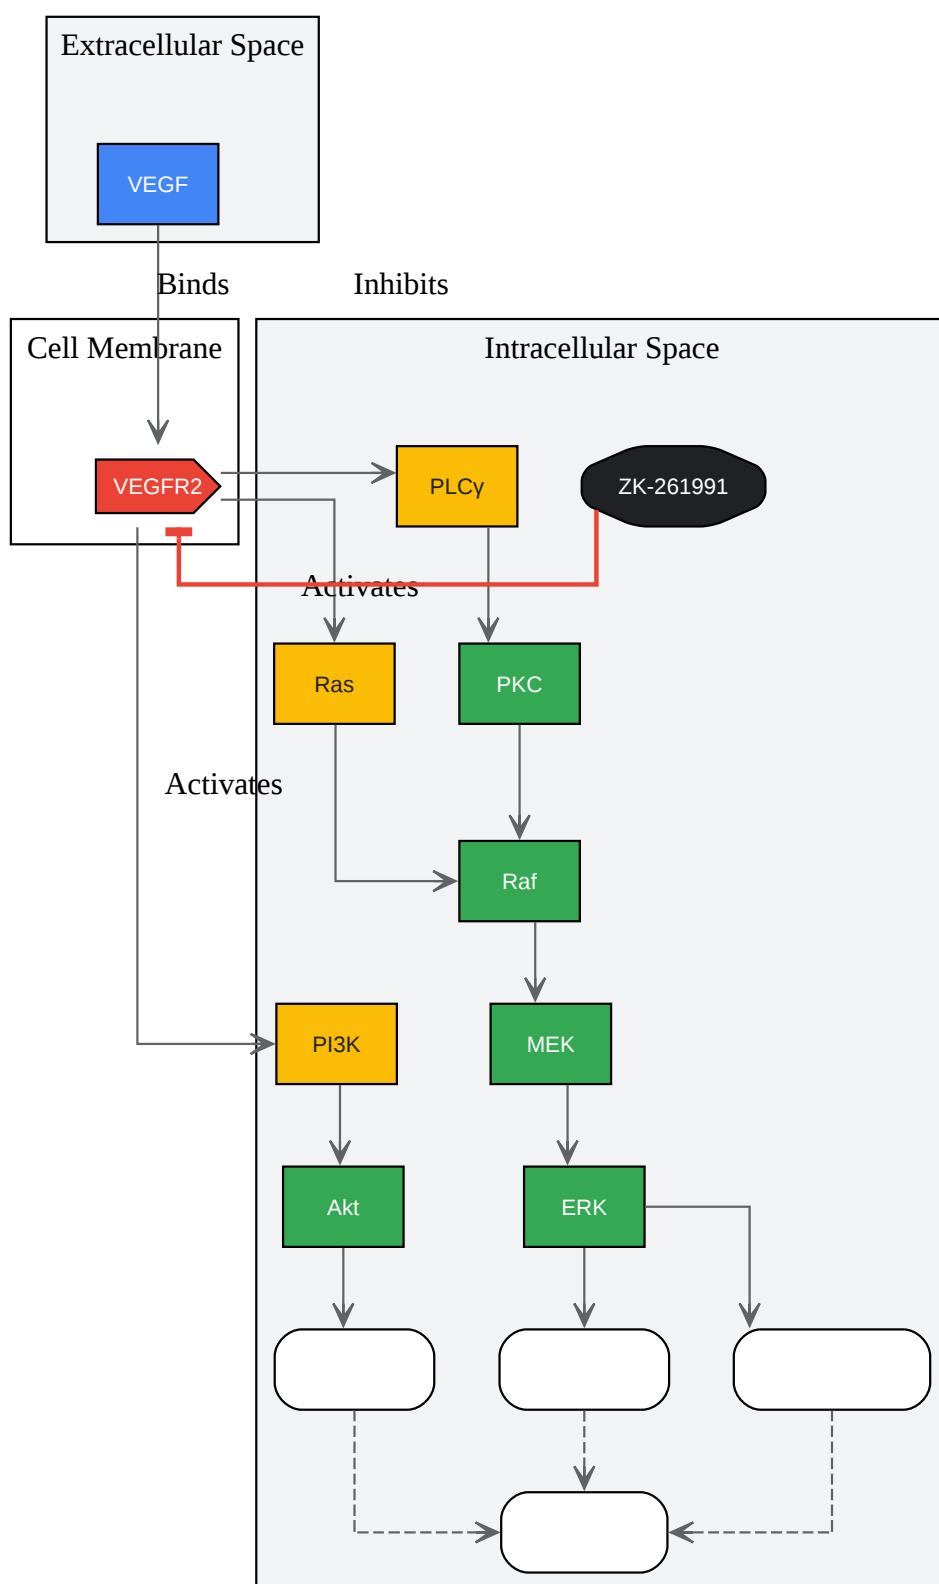 Extracellular Space
VEGF
Binds
Inhibits
Cell Membrane
Intracellular Space
VEGFR2
PLCγ
ZK-261991
Activates
Ras
PKC
Activates
Raf
PI3K
MEK
Akt
ERK